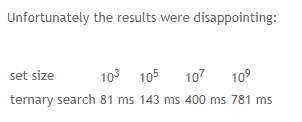 Unfortunately the results were disappointing:
set size 10³ 10⁵ 10⁷ 10⁹
ternary search 81 ms 143 ms 400 ms 781 ms